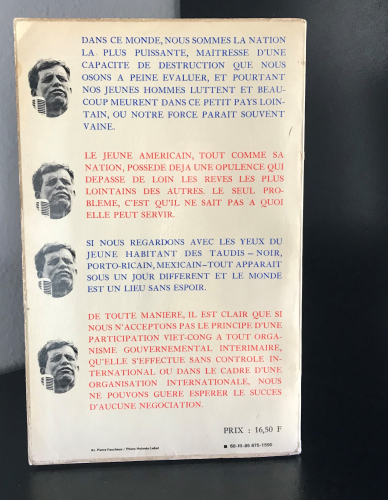 DANS CE MONDE, NOUS SOMMES LA NATION
LA PLUS PUISSANTE, MAITRESSE D'UNE
CAPACITE DE DESTRUCTION QUE NOUS
OSONS A PEINE EVALUER, ET POURTANT
NOS JEUNES HOMMES LUTTENT ET BEAU-
COUP MEURENT DANS CE PETIT PAYS LOIN-
TAIN, OU NOTRE FORCE PARAIT SOUVENT
VAINE.
LE JEUNE AMERICAIN, TOUT COMME SA
NATION, POSSEDE DEJA UNE OPULENCE QUI
DEPASSE DE LOIN LES REVES LES PLUS
LOINTAINS DES AUTRES. LE SEUL PRO-
BLEME, C'EST QU'IL NE SAIT PAS A QUOI
ELLE PEUT SERVIR.
SI NOUS REGARDONS AVEC LES YEUX DU
JEUNE HABITANT DES TAUDIS – NOIR,
PORTO-RICAIN, MEXICAIN – TOUT APPARAIT
SOUS UN JOUR DIFFERENT ET LE MONDE
EST UN LIEU SANS ESPOIR.
DE TOUTE MANIERE, IL EST CLAIR QUE SI
NOUS N'ACCEPTONS PAS LE PRINCIPE D'UNE
PARTICIPATION VIET-CONG A TOUT ORGA-
NISME GOUVERNEMENTAL INTERIMAIRE,
QU'ELLE S'EFFECTUE SANS CONTROLE IN-
TERNATIONAL OU DANS LE CADRE D'UNE
ORGANISATION INTERNATIONALE, NOUS
NE POUVONS GUERE ESPERER LE SUCCES
D'AUCUNE NEGOCIATION.
PRIX : 16,50 F
At. Pierre Faucheux / Photo Holmès-Lebel